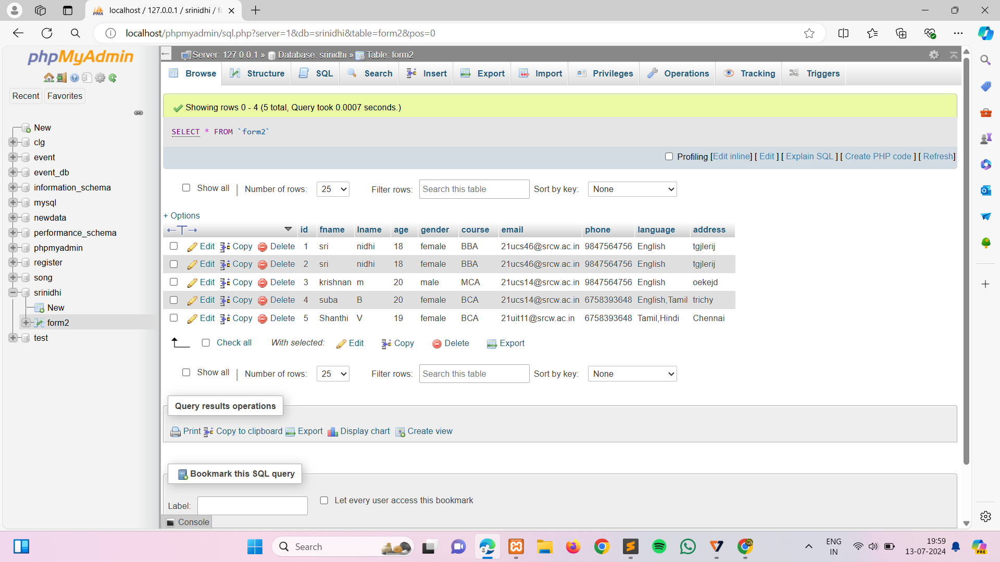 localhost / 127.0.0.1 / srinidhi / fo
localhost/phpmyadmin/sql.php?server=1&db=srinidhi&table=form2&pos=0
phpMyAdmin
Recent Favorites
New
clg
event
event_db
information_schema
mysql
newdata
performance_schema
phpmyadmin
register
song
srinidhi
New
form2
test
Server: 127.0.0.1 » Database: srinidhi » Table: form2
Browse Structure SQL Search Insert Export Import Privileges Operations Tracking Triggers
Showing rows 0 - 4 (5 total, Query took 0.0007 seconds.)
SELECT * FROM `form2`
Profiling [Edit inline] [ Edit ] [ Explain SQL ] [ Create PHP code ] [ Refresh]
Show all | Number of rows: 25 Filter rows: Search this table Sort by key: None
+ Options
←T→ id fname lname age gender course email phone language address
Edit Copy Delete 1 sri nidhi 18 female BBA 21ucs46@srcw.ac.in 9847564756 English tgjlerij
Edit Copy Delete 2 sri nidhi 18 female BBA 21ucs46@srcw.ac.in 9847564756 English tgjlerij
Edit Copy Delete 3 krishnan m 20 male MCA 21ucs14@srcw.ac.in 9847564756 English oekejd
Edit Copy Delete 4 suba B 20 female BCA 21ucs14@srcw.ac.in 6758393648 English,Tamil trichy
Edit Copy Delete 5 Shanthi V 19 female BCA 21uit11@srcw.ac.in 6758393648 Tamil,Hindi Chennai
Check all With selected: Edit Copy Delete Export
Show all | Number of rows: 25 Filter rows: Search this table Sort by key: None
Query results operations
Print Copy to clipboard Export Display chart Create view
Bookmark this SQL query
Label: Let every user access this bookmark
Console
Search
ENG
IN
19:59
13-07-2024
PRE